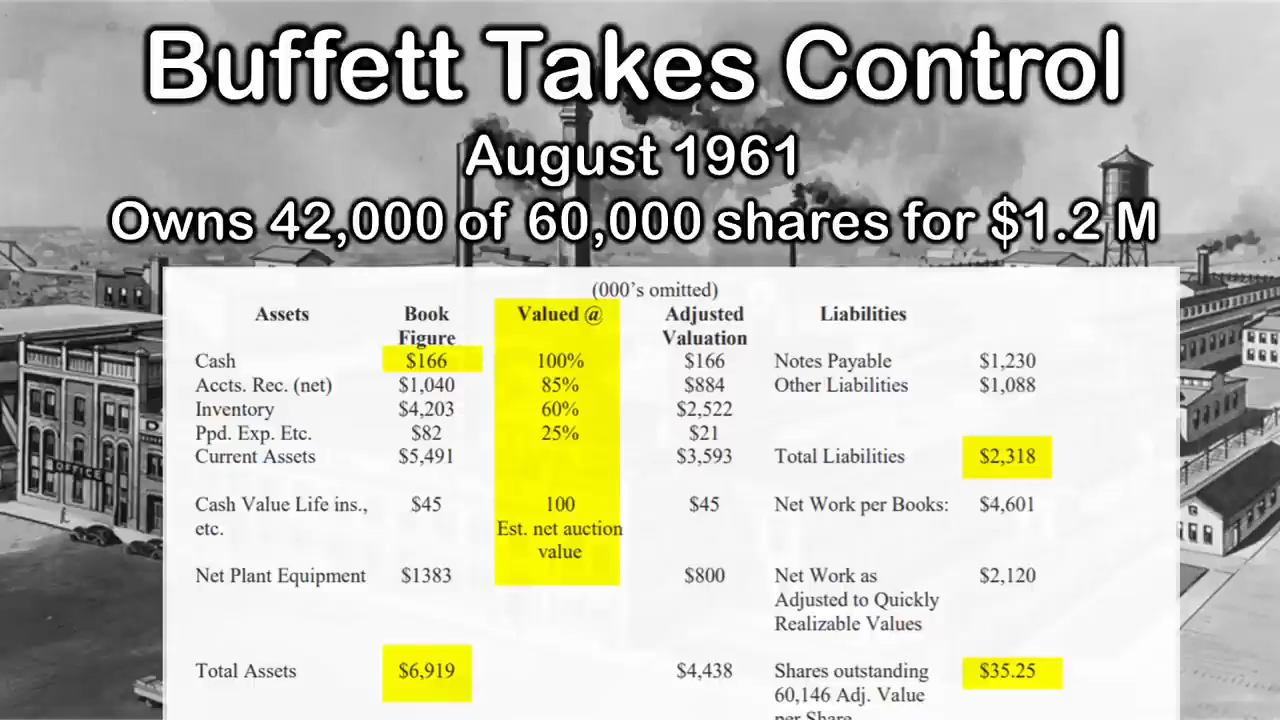 Buffett Takes Control
August 1961
Owns 42,000 of 60,000 shares for $1.2 M
(000's omitted)
Assets Book Figure Valued @ Adjusted Valuation Liabilities
Cash $166 100% $166 Notes Payable $1,230
Accts. Rec. (net) $1,040 85% $884 Other Liabilities $1,088
Inventory $4,203 60% $2,522
Ppd. Exp. Etc. $82 25% $21
Current Assets $5,491 $3,593 Total Liabilities $2,318
Cash Value Life ins., $45 100 $45 Net Work per Books: $4,601
etc. Est. net auction
value
Net Plant Equipment $1383 $800 Net Work as $2,120
Adjusted to Quickly
Realizable Values
Total Assets $6,919 $4,438 Shares outstanding $35.25
60,146 Adj. Value
per Share
OFFICE